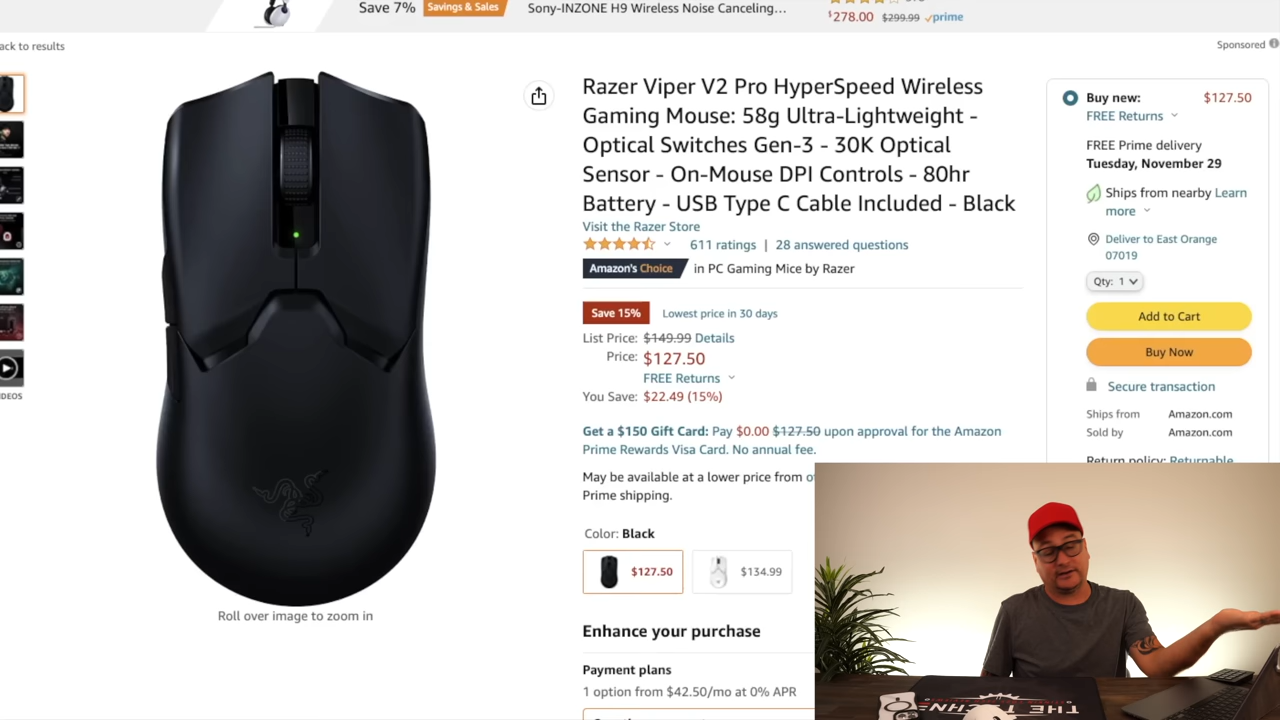 Save 7% Savings & Sales Sony-INZONE H9 Wireless Noise Canceling...
$278.00 $299.99 prime
ack to results
Sponsored
Razer Viper V2 Pro HyperSpeed Wireless
Gaming Mouse: 58g Ultra-Lightweight -
Optical Switches Gen-3 - 30K Optical
Sensor - On-Mouse DPI Controls - 80hr
Battery - USB Type C Cable Included - Black
Visit the Razer Store
611 ratings | 28 answered questions
Amazon's Choice in PC Gaming Mice by Razer
Save 15% Lowest price in 30 days
List Price: $149.99 Details
Price: $127.50
FREE Returns
You Save: $22.49 (15%)
Get a $150 Gift Card: Pay $0.00 $127.50 upon approval for the Amazon
Prime Rewards Visa Card. No annual fee.
May be available at a lower price from
Prime shipping.
Color: Black
$127.50 $134.99
Enhance your purchase
Payment plans
1 option from $42.50/mo at 0% APR
DEOS
Roll over image to zoom in
Buy new: $127.50
FREE Returns
FREE Prime delivery
Tuesday, November 29
Ships from nearby Learn
more
Deliver to East Orange
07019
Qty: 1
Add to Cart
Buy Now
Secure transaction
Ships from Amazon.com
Sold by Amazon.com
Return policy: Returnable
THE TECHNE